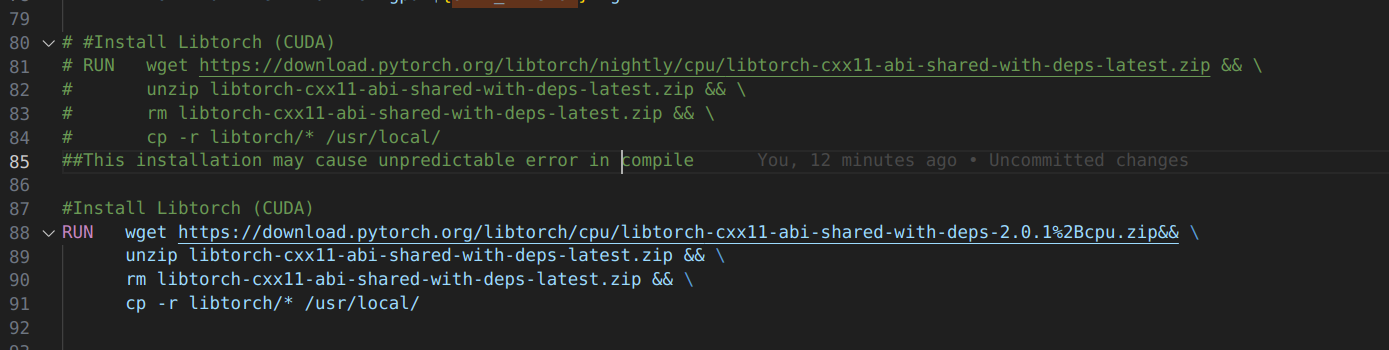 79
80 # #Install Libtorch (CUDA)
81 # RUN   wget https://download.pytorch.org/libtorch/nightly/cpu/libtorch-cxx11-abi-shared-with-deps-latest.zip && \
82 #       unzip libtorch-cxx11-abi-shared-with-deps-latest.zip && \
83 #       rm libtorch-cxx11-abi-shared-with-deps-latest.zip && \
84 #       cp -r libtorch/* /usr/local/
85 ##This installation may cause unpredictable error in compile      You, 12 minutes ago • Uncommitted changes
86
87 #Install Libtorch (CUDA)
88 RUN   wget https://download.pytorch.org/libtorch/cpu/libtorch-cxx11-abi-shared-with-deps-2.0.1%2Bcpu.zip&& \
89       unzip libtorch-cxx11-abi-shared-with-deps-latest.zip && \
90       rm libtorch-cxx11-abi-shared-with-deps-latest.zip && \
91       cp -r libtorch/* /usr/local/
92